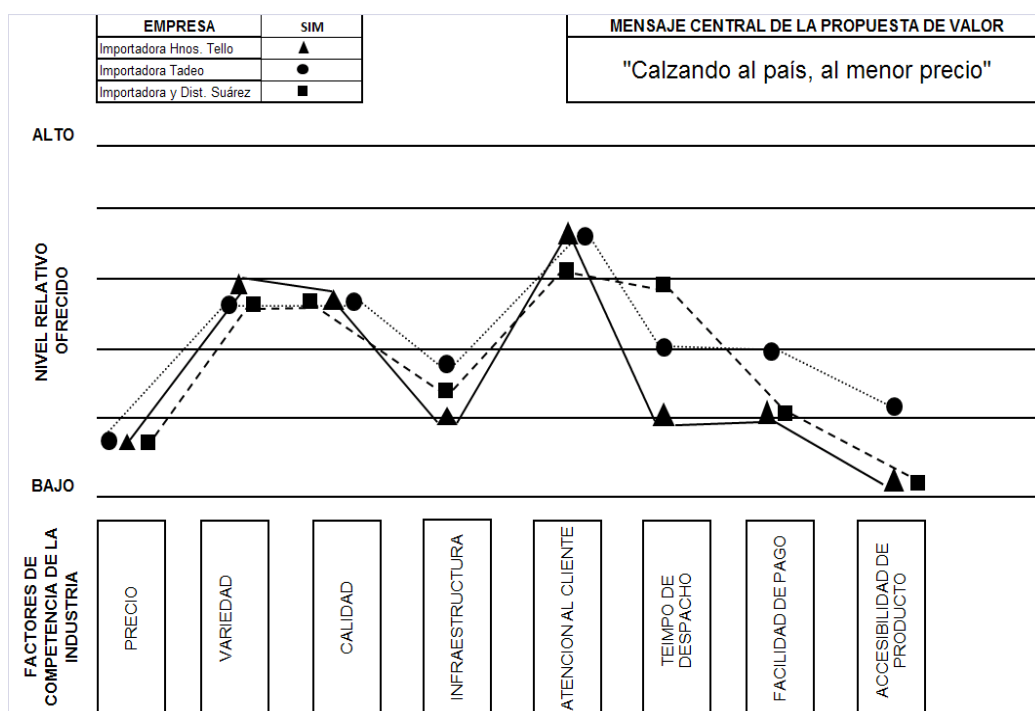 EMPRESA SIM
Importadora Hnos. Tello
Importadora Tadeo
Importadora y Dist. Suárez
MENSAJE CENTRAL DE LA PROPUESTA DE VALOR
"Calzando al país, al menor precio"
ALTO
NIVEL RELATIVO
OFRECIDO
BAJO
FACTORES DE
COMPETENCIA DE LA
INDUSTRIA
PRECIO
VARIEDAD
CALIDAD
INFRAESTRUCTURA
ATENCION AL CLIENTE
TEIMPO DE
DESPACHO
FACILIDAD DE PAGO
ACCESIBILIDAD DE
PRODUCTO